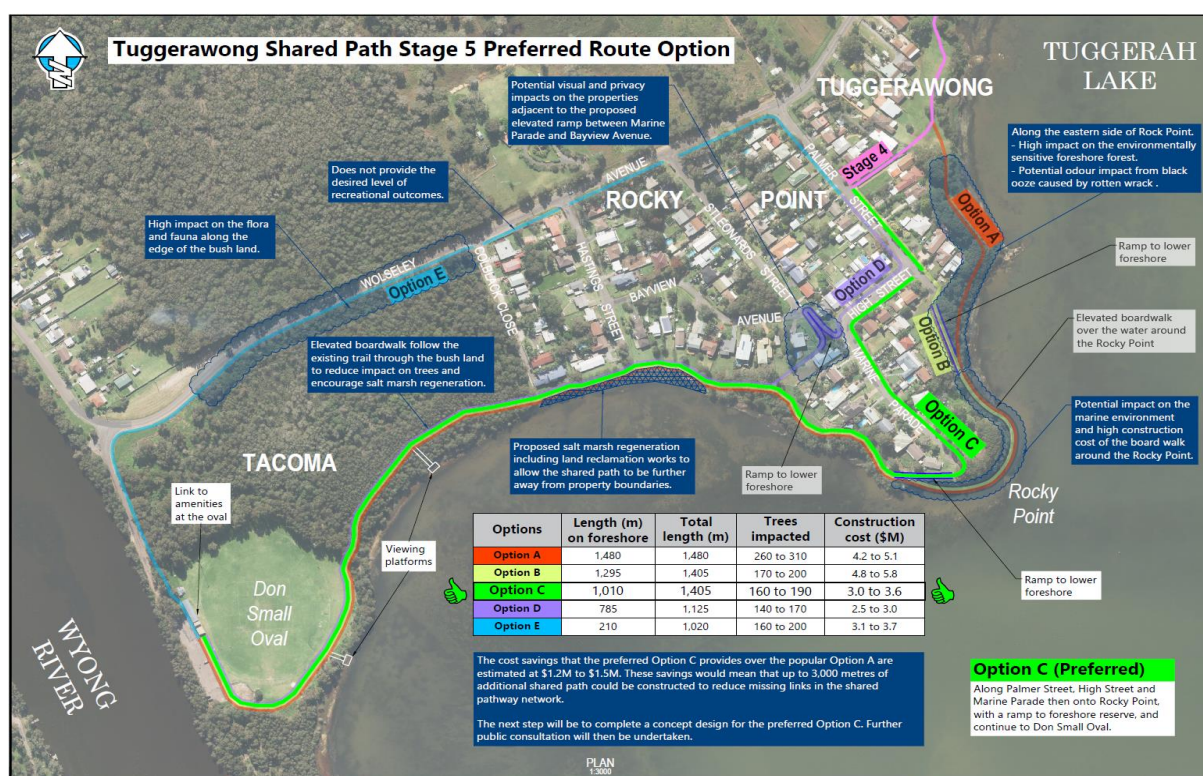 Tuggerawong Shared Path Stage 5 Preferred Route Option
TUGGERAH
LAKE
TUGGERAWONG
Potential visual and privacy
impacts on the properties
adjacent to the proposed
elevated ramp between Marine
Parade and Bayview Avenue.
Along the eastern side of Rock Point.
- High impact on the environmentally
sensitive foreshore forest.
- Potential odour impact from black
ooze caused by rotten wrack .
Does not provide the
desired level of
recreational outcomes.
High impact on the flora
and fauna along the
edge of the bush land.
Stage 4
PALMER
STREET
AVENUE
WOLSELEY
ROCKY
POINT
Option A
Option E
Option D
Option B
Option C
COLBRAN CLOSE
HASTINGS
STREET
ST LEONARDS
STREET
BAYVIEW
AVENUE
HIGH STREET
MARINE
PARADE
Ramp to lower
foreshore
Elevated boardwalk
over the water around
the Rocky Point
Elevated boardwalk follow the
existing trail through the bush land
to reduce impact on trees and
encourage salt marsh regeneration.
Potential impact on the
marine environment
and high construction
cost of the board walk
around the Rocky Point.
Proposed salt marsh regeneration
including land reclamation works to
allow the shared path to be further
away from property boundaries.
Ramp to lower
foreshore
TACOMA
Rocky
Point
Link to
amenities
at the oval
Viewing
platforms
Don
Small
Oval
WYONG
RIVER
Ramp to lower
foreshore
Options Length (m) on foreshore Total length (m) Trees impacted Construction cost ($M)
Option A 1,480 1,480 260 to 310 4.2 to 5.1
Option B 1,295 1,405 170 to 200 4.8 to 5.8
Option C 1,010 1,405 160 to 190 3.0 to 3.6
Option D 785 1,125 140 to 170 2.5 to 3.0
Option E 210 1,020 160 to 200 3.1 to 3.7
The cost savings that the preferred Option C provides over the popular Option A are
estimated at $1.2M to $1.5M. These savings would mean that up to 3,000 metres of
additional shared path could be constructed to reduce missing links in the shared
pathway network.
The next step will be to complete a concept design for the preferred Option C. Further
public consultation will then be undertaken.
Option C (Preferred)
Along Palmer Street, High Street and
Marine Parade then onto Rocky Point,
with a ramp to foreshore reserve, and
continue to Don Small Oval.
PLAN
1:3000